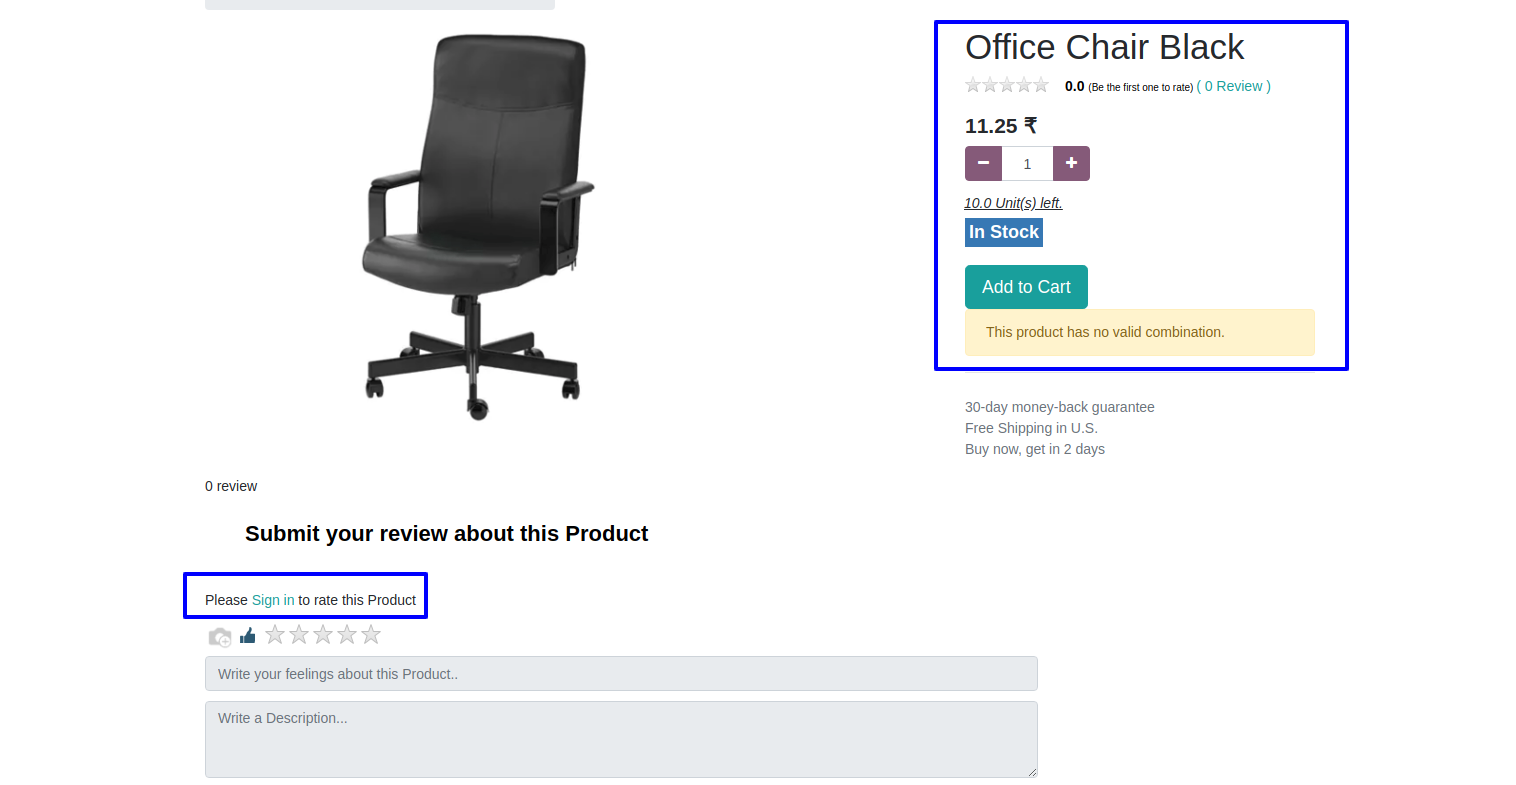 Office Chair Black
0.0 (Be the first one to rate) ( 0 Review )
11.25 ₹
− 1 +
10.0 Unit(s) left.
In Stock
Add to Cart
This product has no valid combination.
30-day money-back guarantee
Free Shipping in U.S.
Buy now, get in 2 days
0 review
Submit your review about this Product
Please Sign in to rate this Product
Write your feelings about this Product..
Write a Description...